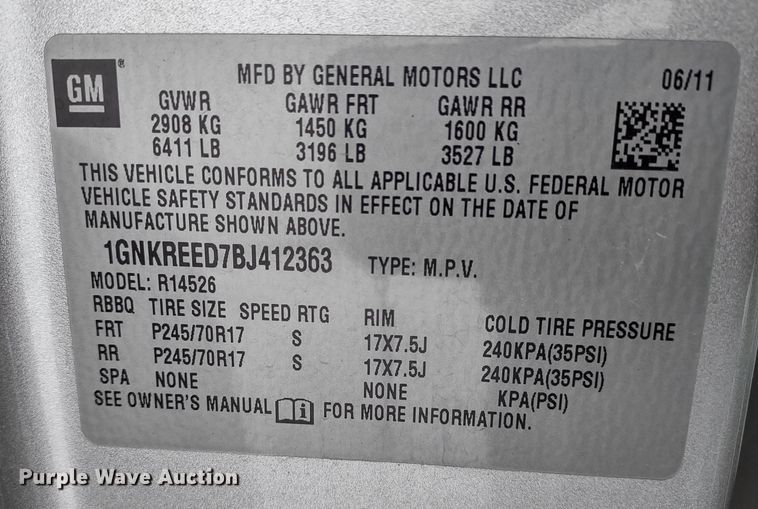 GM®
MFD BY GENERAL MOTORS LLC 06/11
GVWR GAWR FRT GAWR RR
2908 KG 1450 KG 1600 KG
6411 LB 3196 LB 3527 LB
THIS VEHICLE CONFORMS TO ALL APPLICABLE U.S. FEDERAL MOTOR
VEHICLE SAFETY STANDARDS IN EFFECT ON THE DATE OF
MANUFACTURE SHOWN ABOVE.
1GNKREED7BJ412363 TYPE: M.P.V.
MODEL: R14526
RBBQ TIRE SIZE SPEED RTG RIM COLD TIRE PRESSURE
FRT P245/70R17 S 17X7.5J 240KPA(35PSI)
RR P245/70R17 S 17X7.5J 240KPA(35PSI)
SPA NONE NONE KPA(PSI)
SEE OWNER'S MANUAL i FOR MORE INFORMATION.
Purple Wave Auction